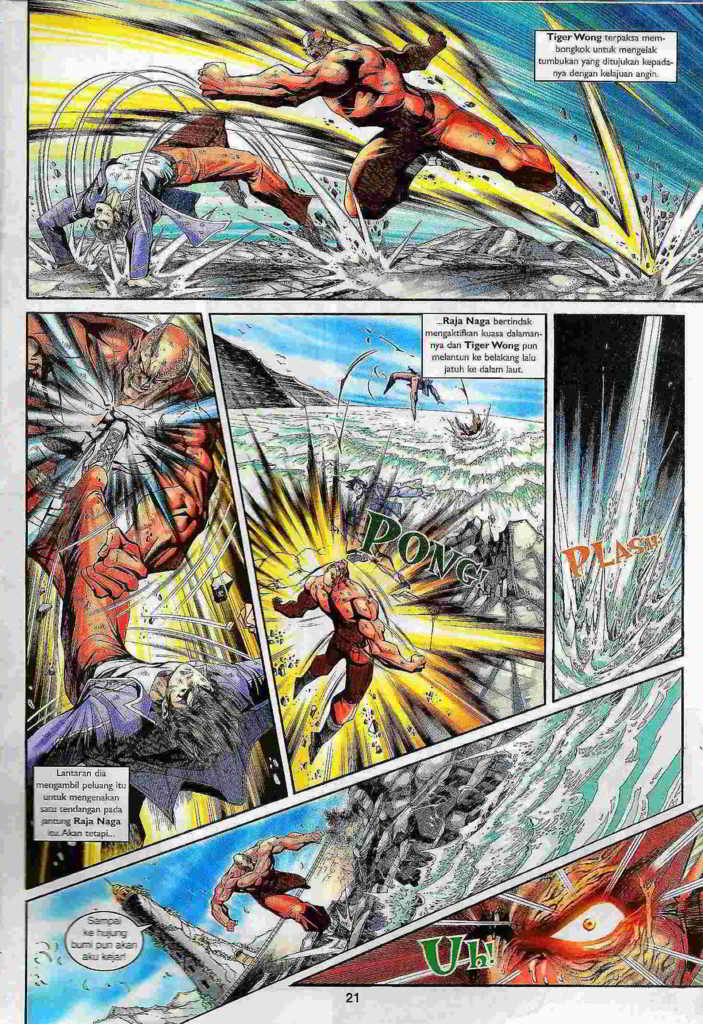 Tiger Wong terpaksa mem-
bongkok untuk mengelak
tumbukan yang ditujukan kepada-
nya dengan kelajuan angin.
...Raja Naga bertindak
mengaktifkan kuasa dalaman-
nya dan Tiger Wong pun
melantun ke belakang lalu
jatuh ke dalam laut.
PONG!
PLASH!
Lantaran dia
mengambil peluang itu
untuk mengenakan
satu tendangan pada
jantung Raja Naga
itu. Akan tetapi...
Sampai
ke hujung
bumi pun akan
aku kejar!
Uh!
21